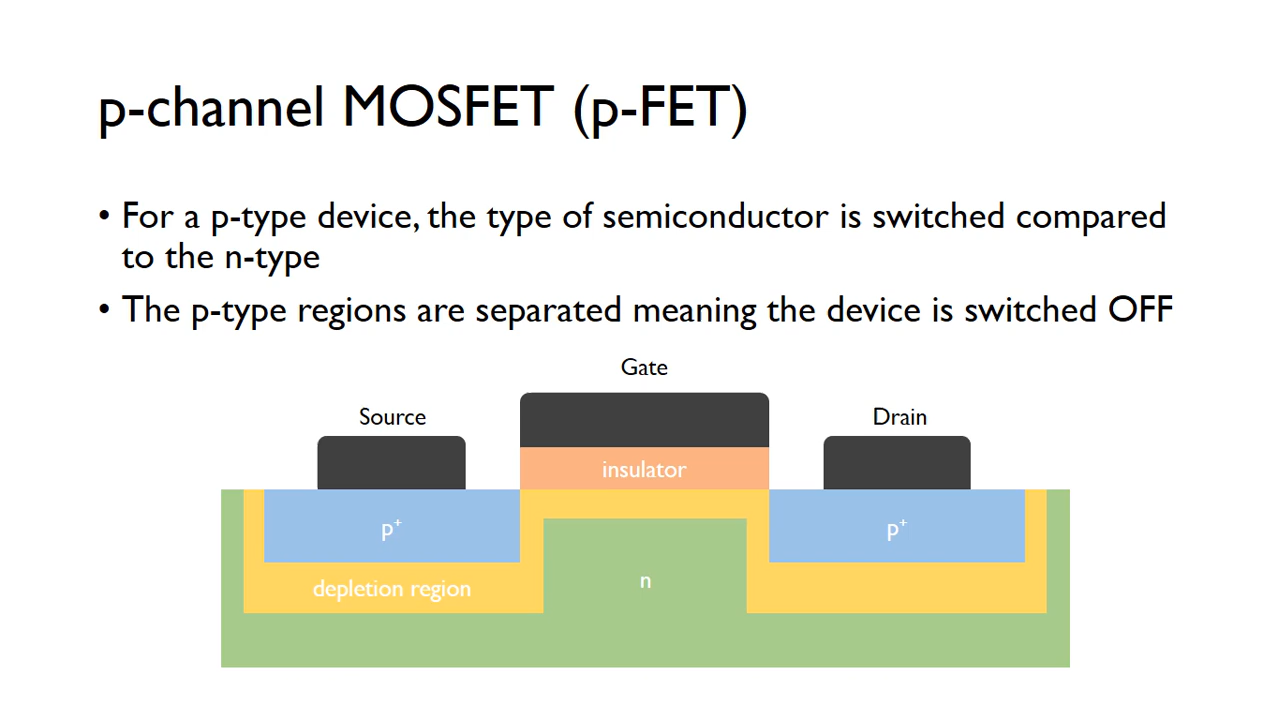 p-channel MOSFET (p-FET)
• For a p-type device, the type of semiconductor is switched compared
to the n-type
• The p-type regions are separated meaning the device is switched OFF
Gate
Source
Drain
insulator
p⁺
p⁺
depletion region
n